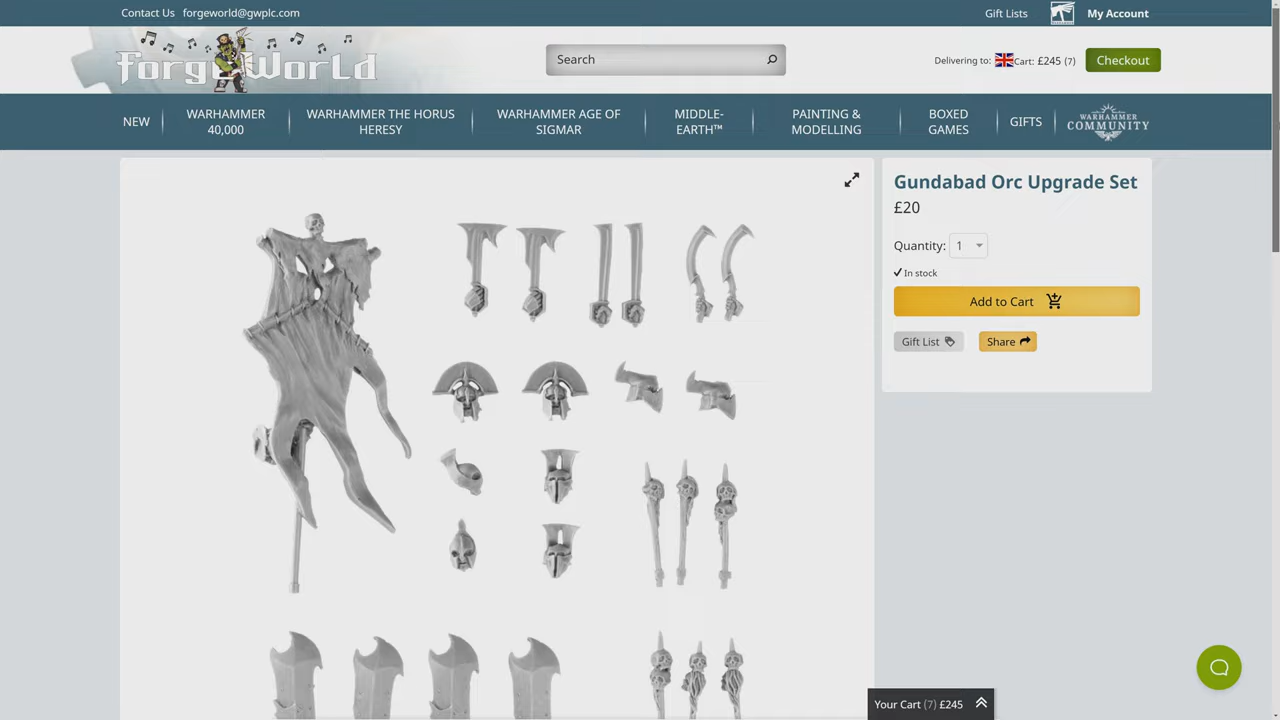 Contact Us forgeworld@gwplc.com
Gift Lists
My Account
ForgeWorld
Search
Delivering to:
Cart: £245 (7)
Checkout
NEW
WARHAMMER
40,000
WARHAMMER THE HORUS
HERESY
WARHAMMER AGE OF
SIGMAR
MIDDLE-
EARTH™
PAINTING &
MODELLING
BOXED
GAMES
GIFTS
WARHAMMER
COMMUNITY
Gundabad Orc Upgrade Set
£20
Quantity: 1
In stock
Add to Cart
Gift List
Share
Your Cart (7) £245